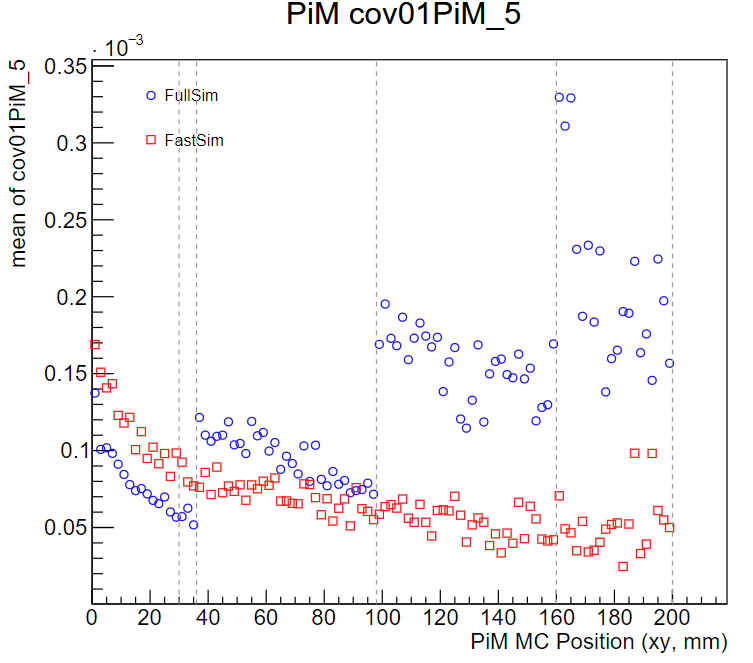 PiM cov01PiM_5
· 10−3
mean of cov01PiM_5
0.35
0.3
0.25
0.2
0.15
0.1
0.05
FullSim
FastSim
0 20 40 60 80 100 120 140 160 180 200
PiM MC Position (xy, mm)